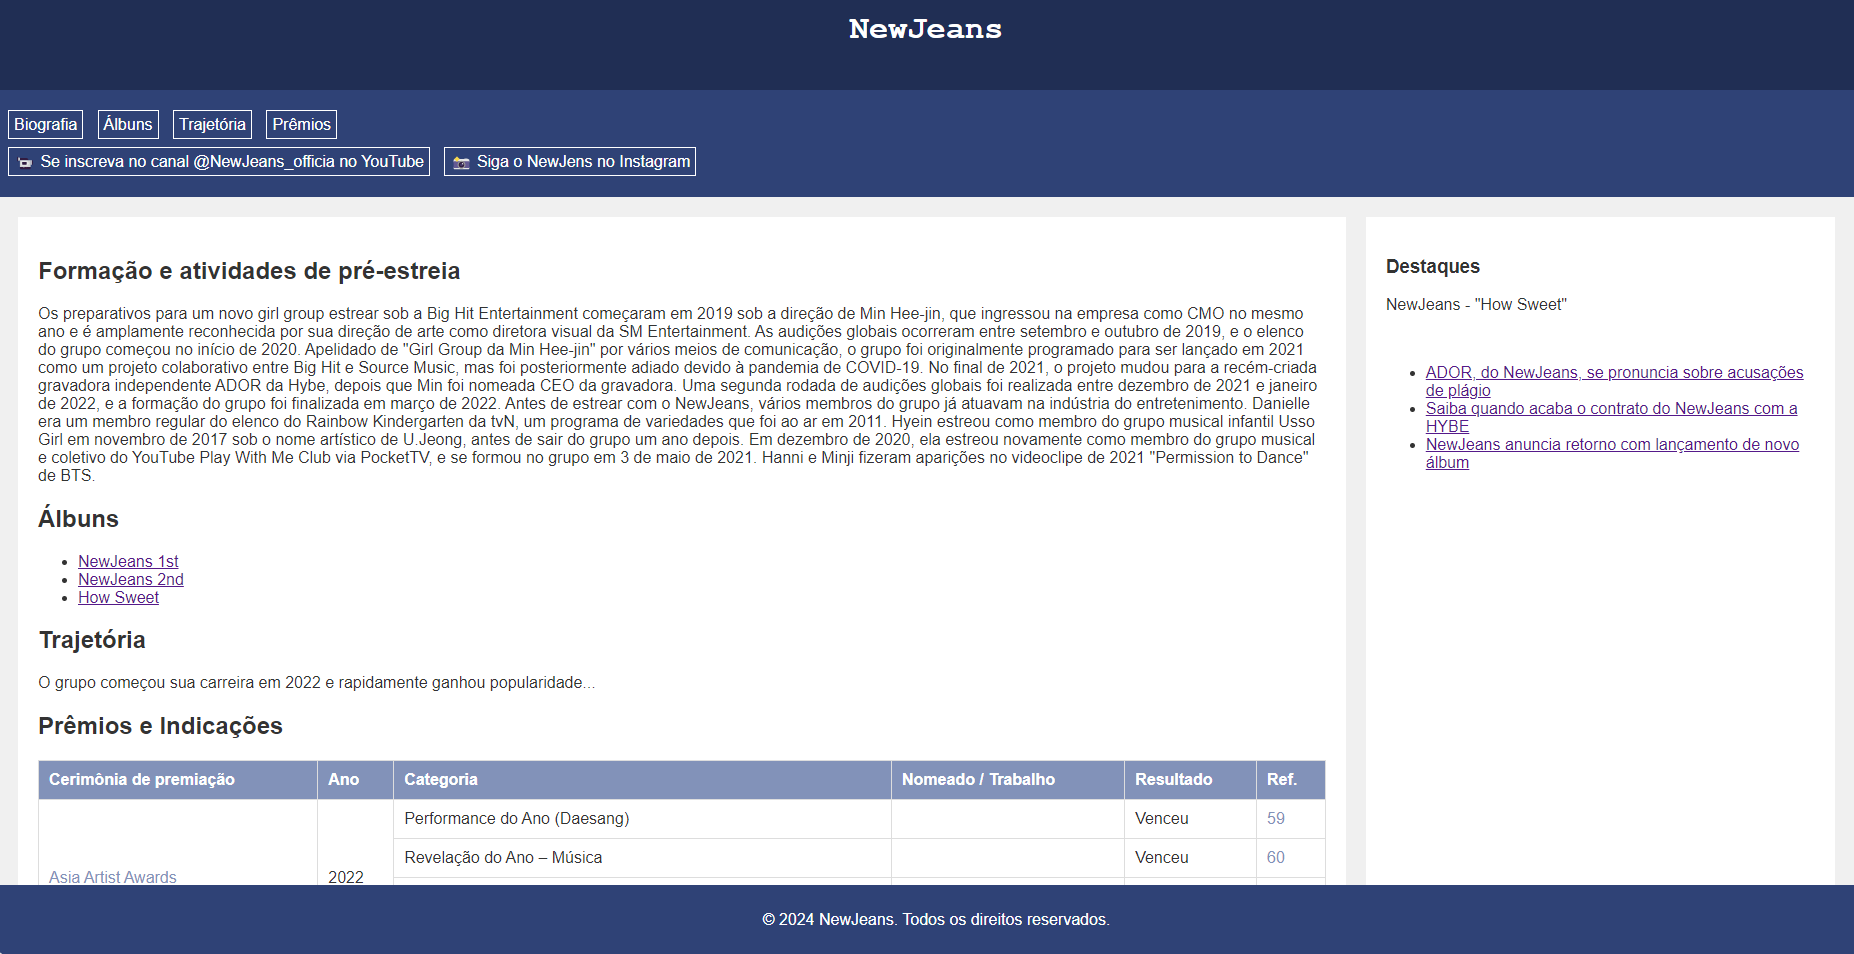 NewJeans
Biografia Álbuns Trajetória Prêmios
Se inscreva no canal @NewJeans_officia no YouTube Siga o NewJens no Instagram
Formação e atividades de pré-estreia
Os preparativos para um novo girl group estrear sob a Big Hit Entertainment começaram em 2019 sob a direção de Min Hee-jin, que ingressou na empresa como CMO no mesmo
ano e é amplamente reconhecida por sua direção de arte como diretora visual da SM Entertainment. As audições globais ocorreram entre setembro e outubro de 2019, e o elenco
do grupo começou no início de 2020. Apelidado de "Girl Group da Min Hee-jin" por vários meios de comunicação, o grupo foi originalmente programado para ser lançado em 2021
como um projeto colaborativo entre Big Hit e Source Music, mas foi posteriormente adiado devido à pandemia de COVID-19. No final de 2021, o projeto mudou para a recém-criada
gravadora independente ADOR da Hybe, depois que Min foi nomeada CEO da gravadora. Uma segunda rodada de audições globais foi realizada entre dezembro de 2021 e janeiro
de 2022, e a formação do grupo foi finalizada em março de 2022. Antes de estrear com o NewJeans, vários membros do grupo já atuavam na indústria do entretenimento. Danielle
era um membro regular do elenco do Rainbow Kindergarten da tvN, um programa de variedades que foi ao ar em 2011. Hyein estreou como membro do grupo musical infantil Usso
Girl em novembro de 2017 sob o nome artístico de U.Jeong, antes de sair do grupo um ano depois. Em dezembro de 2020, ela estreou novamente como membro do grupo musical
e coletivo do YouTube Play With Me Club via PocketTV, e se formou no grupo em 3 de maio de 2021. Hanni e Minji fizeram aparições no videoclipe de 2021 "Permission to Dance"
de BTS.
Álbuns
NewJeans 1st
NewJeans 2nd
How Sweet
Trajetória
O grupo começou sua carreira em 2022 e rapidamente ganhou popularidade...
Prêmios e Indicações
Cerimônia de premiação Ano Categoria Nomeado / Trabalho Resultado Ref.
Performance do Ano (Daesang) Venceu 59
Revelação do Ano – Música Venceu 60
Asia Artist Awards 2022
Destaques
NewJeans - "How Sweet"
ADOR, do NewJeans, se pronuncia sobre acusações
de plágio
Saiba quando acaba o contrato do NewJeans com a
HYBE
NewJeans anuncia retorno com lançamento de novo
álbum
© 2024 NewJeans. Todos os direitos reservados.